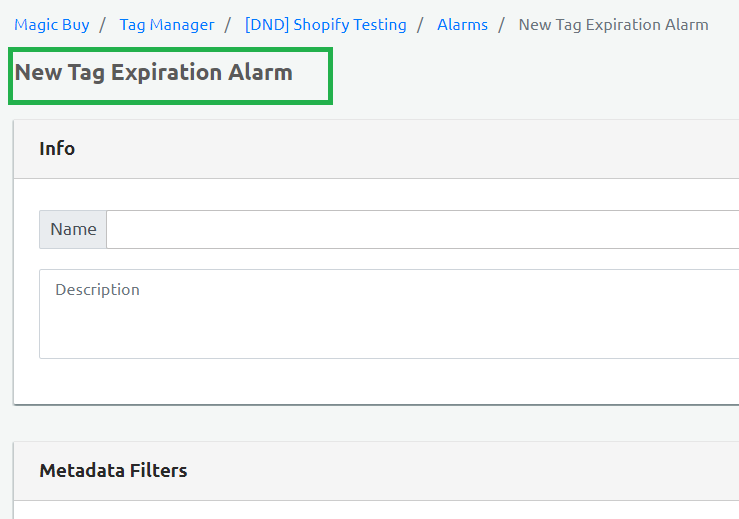 Magic Buy / Tag Manager / [DND] Shopify Testing / Alarms / New Tag Expiration Alarm
New Tag Expiration Alarm
Info
Name
Description
Metadata Filters